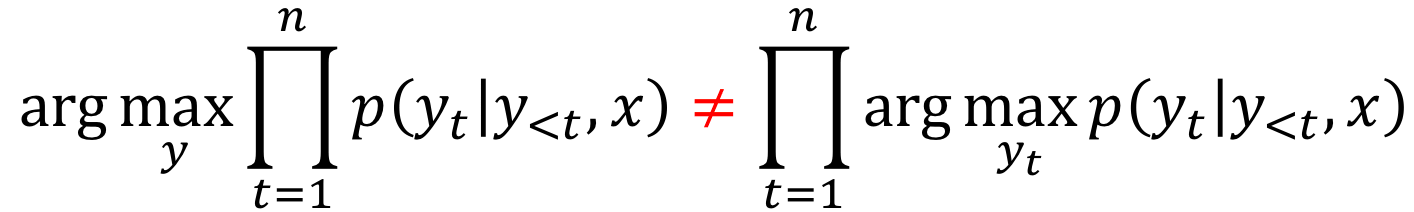 arg max_y ∏_{t=1}^{n} p(y_t|y_{<t}, x) ≠ ∏_{t=1}^{n} arg max_{y_t} p(y_t|y_{<t}, x)